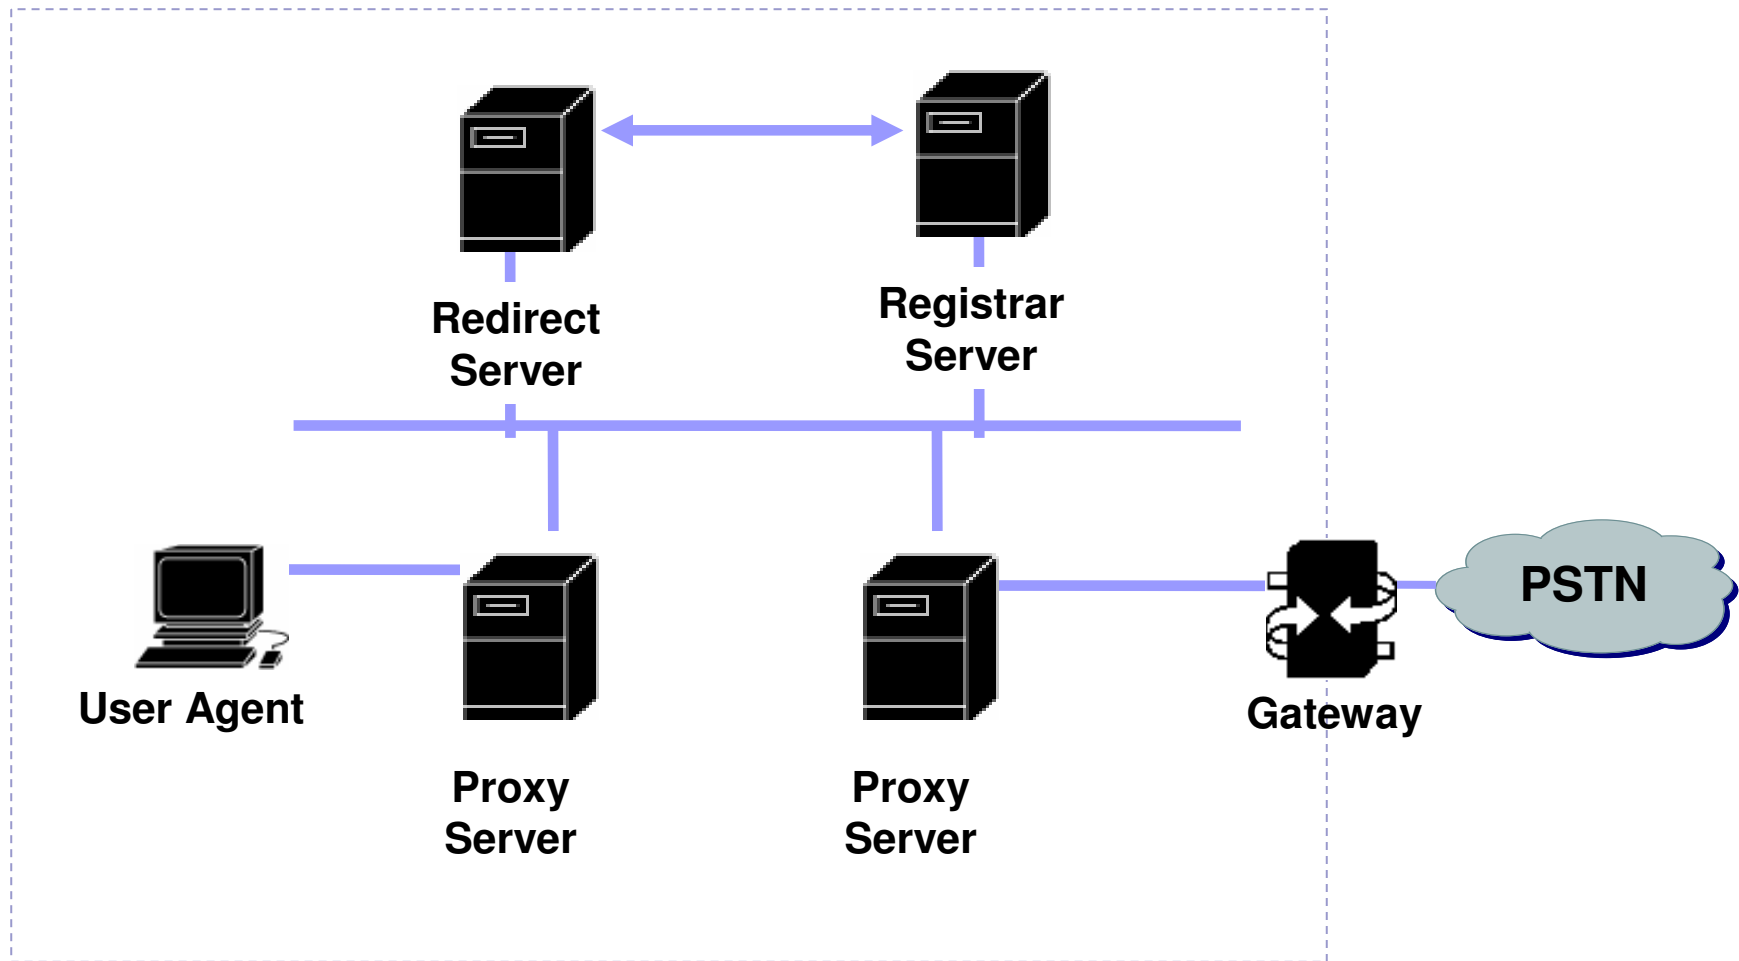 Redirect
Server
Registrar
Server
PSTN
User Agent
Gateway
Proxy
Server
Proxy
Server